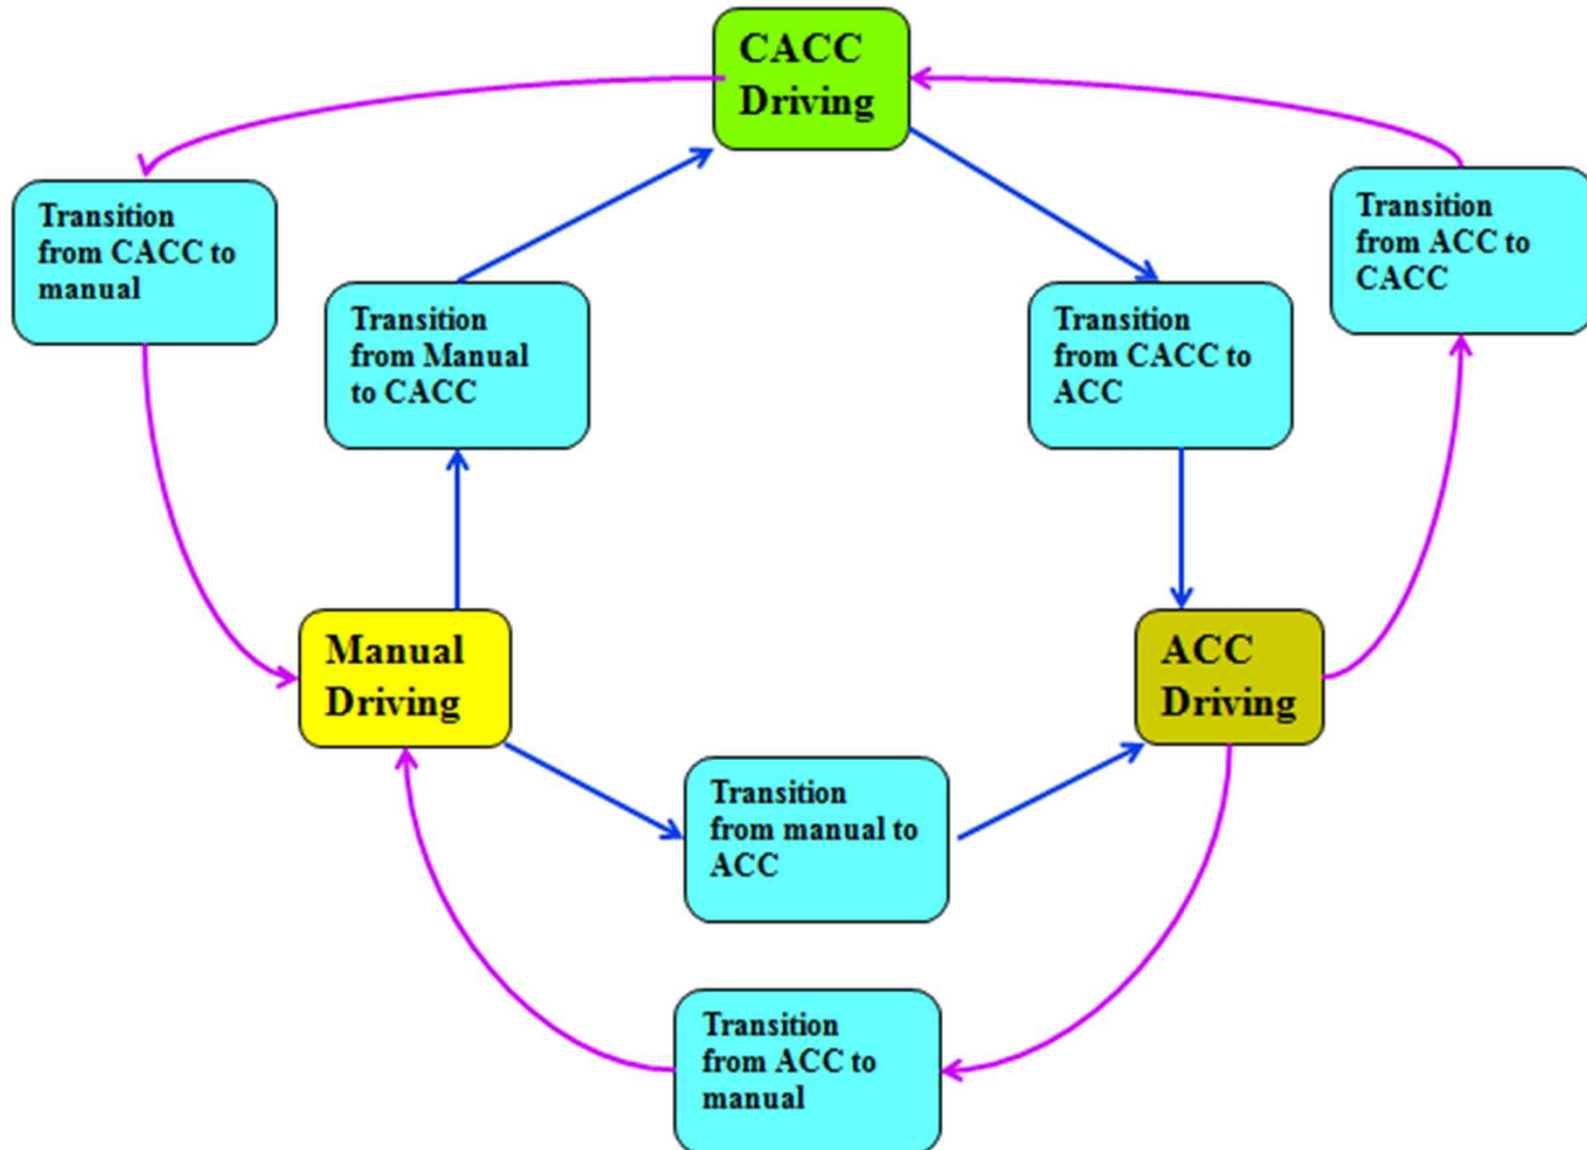 CACC
Driving
Transition
from CACC to
manual
Transition
from ACC to
CACC
Transition
from Manual
to CACC
Transition
from CACC to
ACC
Manual
Driving
ACC
Driving
Transition
from manual to
ACC
Transition
from ACC to
manual